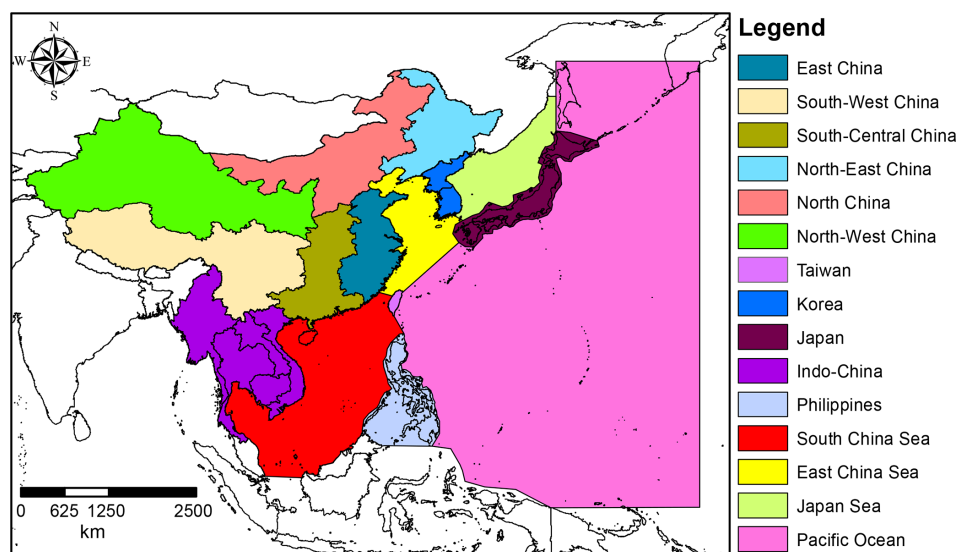 N
W E
S
Legend
East China
South-West China
South-Central China
North-East China
North China
North-West China
Taiwan
Korea
Japan
Indo-China
Philippines
South China Sea
East China Sea
Japan Sea
Pacific Ocean
0 625 1250 2500
km